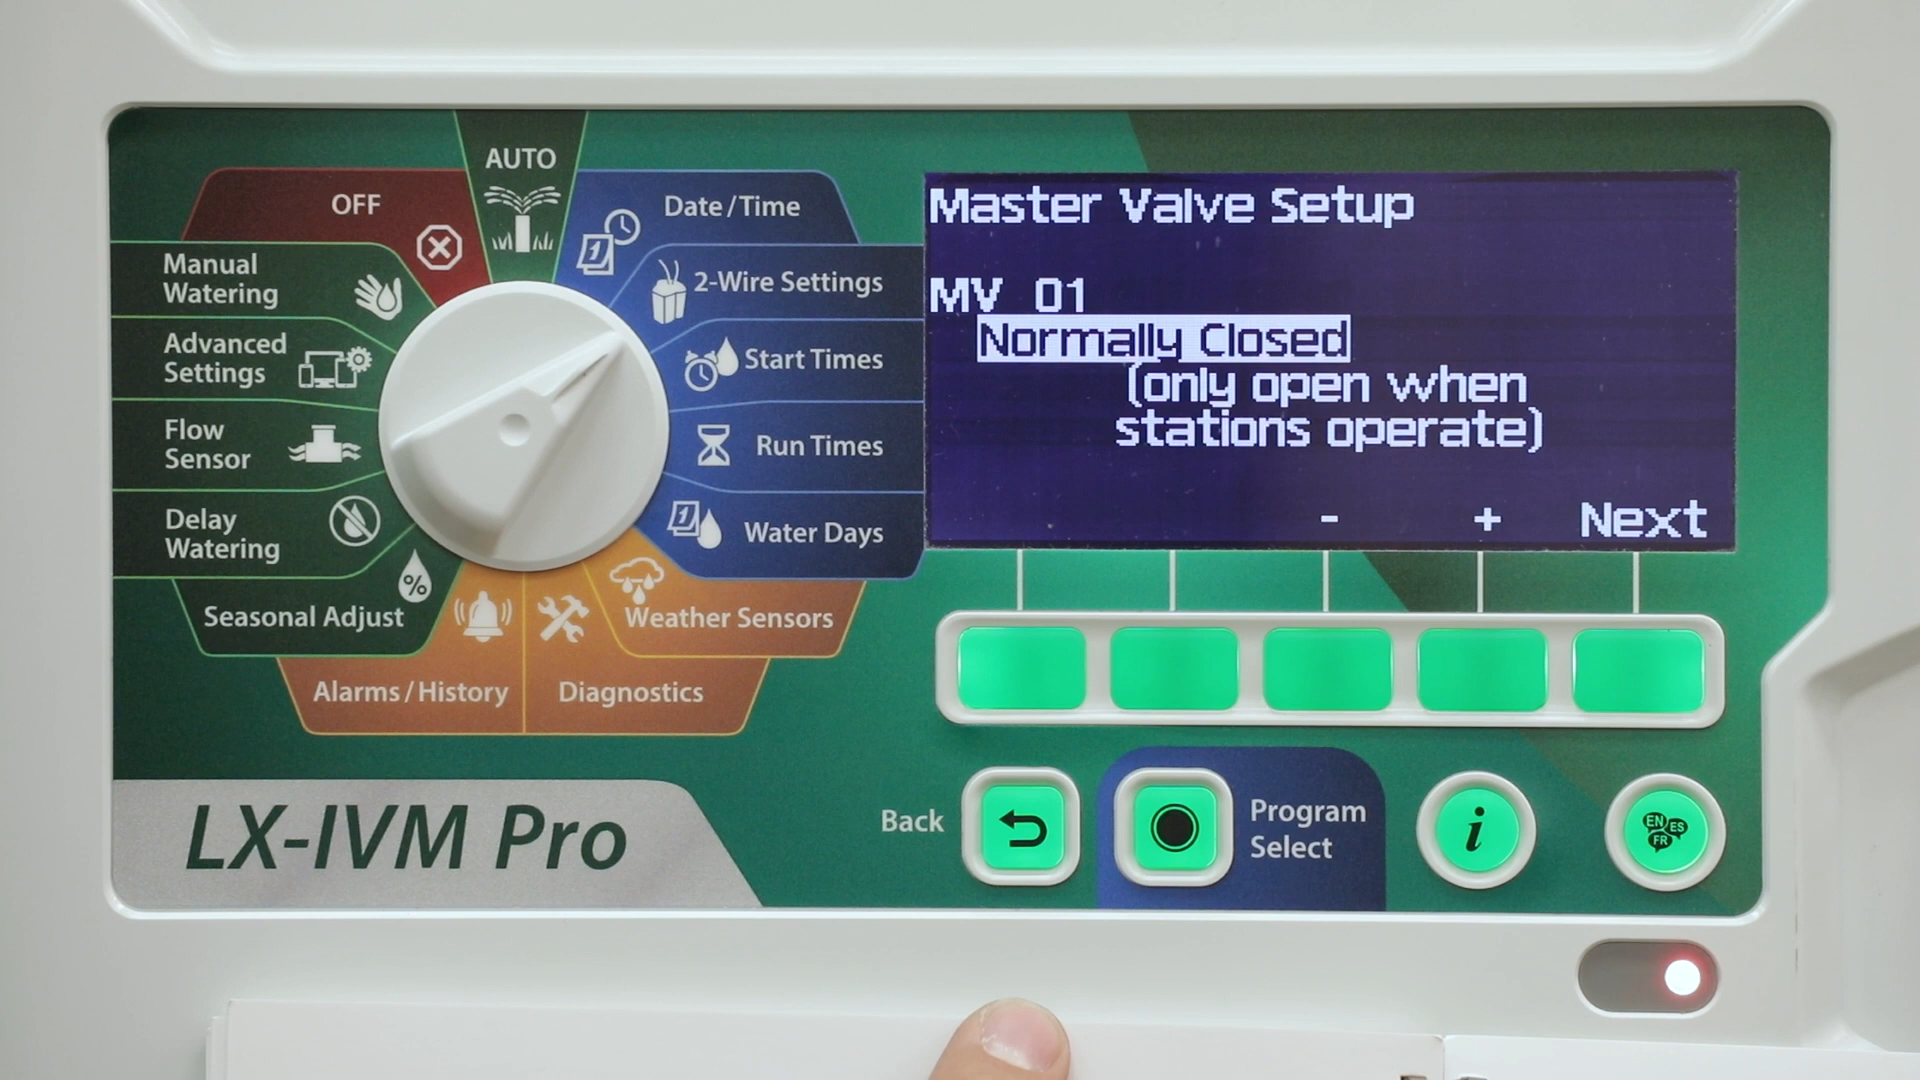 AUTO
OFF
Date/Time
Manual
Watering
2-Wire Settings
Advanced
Settings
Start Times
Flow
Sensor
Run Times
Delay
Watering
1
1
Water Days
%
Seasonal Adjust
Weather Sensors
Alarms/History
Diagnostics
Master Valve Setup
MV 01
Normally Closed
(only open when
stations operate)
- + Next
LX-IVM Pro
Back
Program
Select
i
EN ES
FR